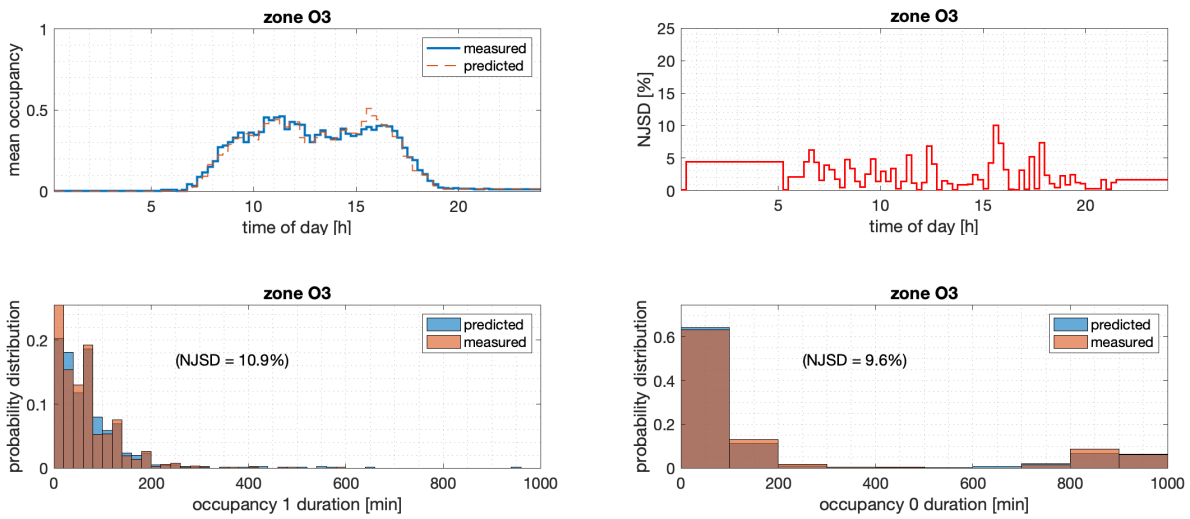 zone O3
1
0.5
0
mean occupancy
measured
predicted
5
10
15
20
time of day [h]
zone O3
25
20
15
10
5
0
NJSD [%]
5
10
15
20
time of day [h]
zone O3
0.2
0.1
0
probability distribution
predicted
measured
(NJSD = 10.9%)
0
200
400
600
800
1000
occupancy 1 duration [min]
zone O3
0.6
0.4
0.2
0
probability distribution
predicted
measured
(NJSD = 9.6%)
0
200
400
600
800
1000
occupancy 0 duration [min]